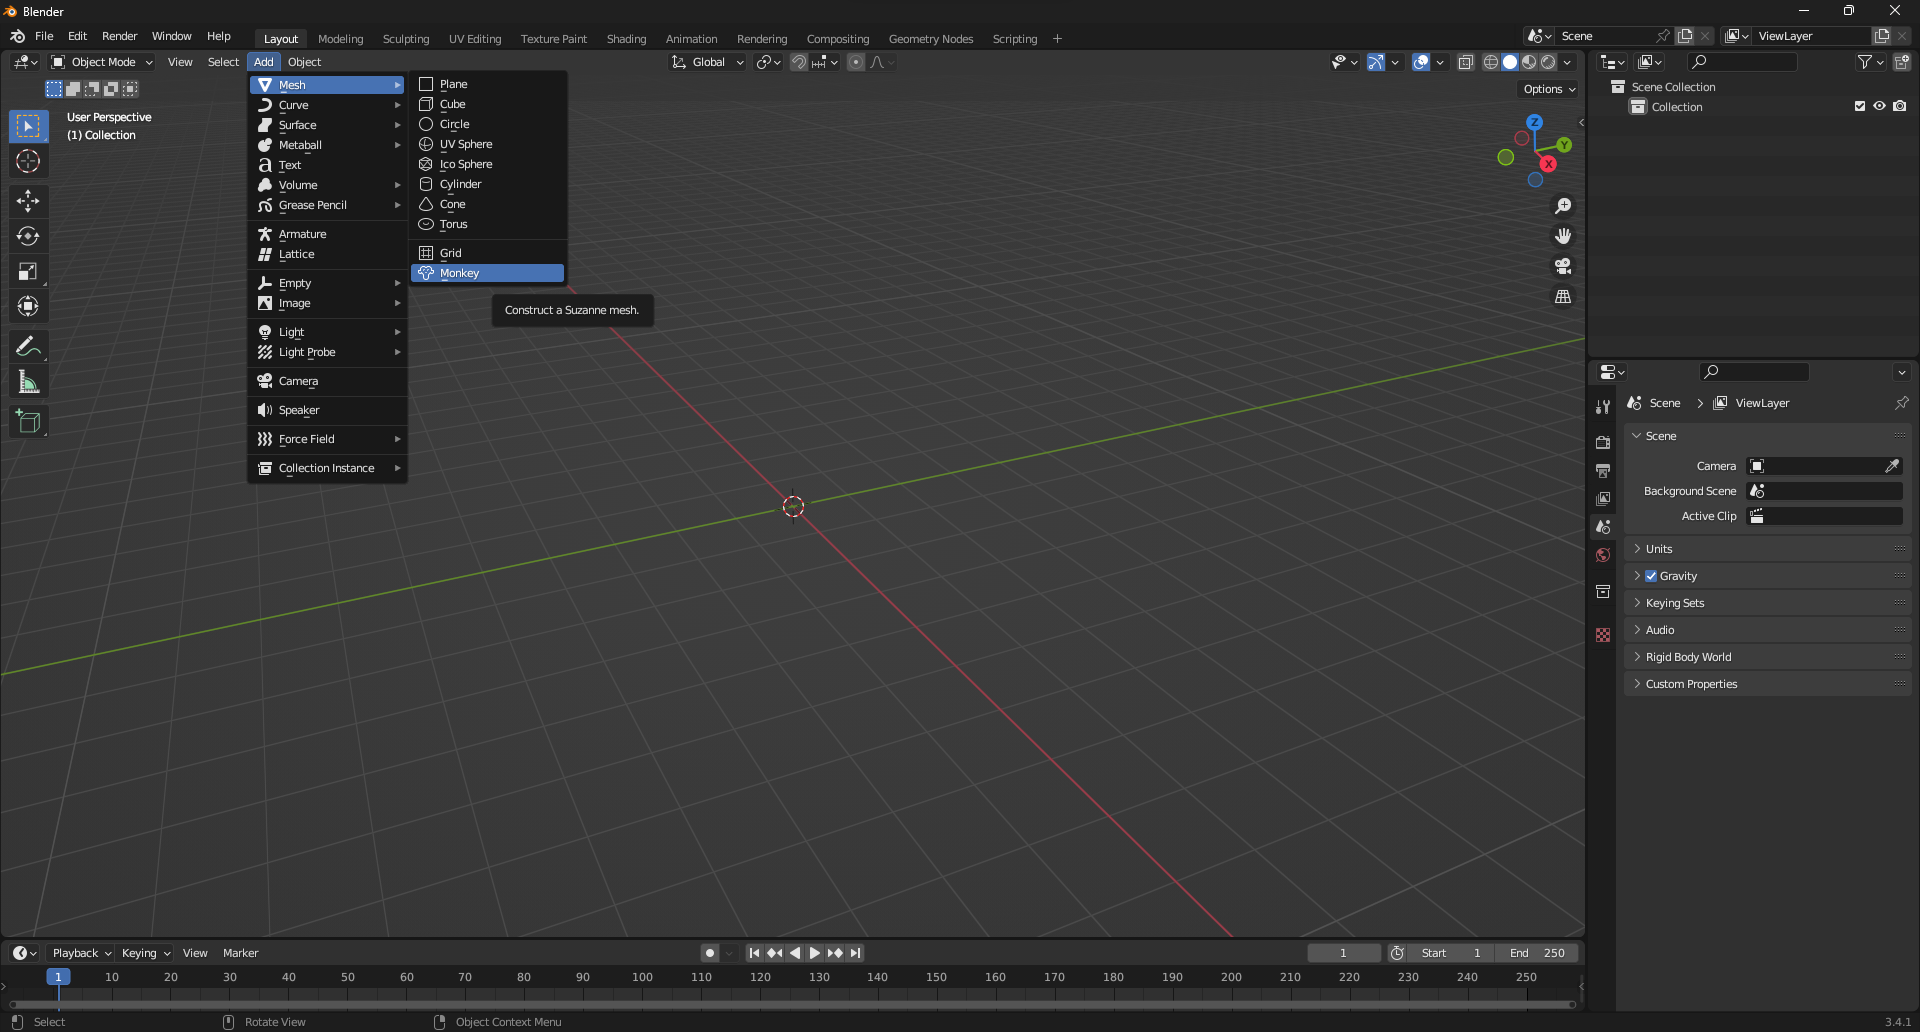 Blender
File Edit Render Window Help Layout Modeling Sculpting UV Editing Texture Paint Shading Animation Rendering Compositing Geometry Nodes Scripting + Scene ViewLayer
Object Mode View Select Add Object Global
Options
User Perspective
(1) Collection
Mesh
Curve
Surface
Metaball
Text
Volume
Grease Pencil
Armature
Lattice
Empty
Image
Light
Light Probe
Camera
Speaker
Force Field
Collection Instance
Plane
Cube
Circle
UV Sphere
Ico Sphere
Cylinder
Cone
Torus
Grid
Monkey
Construct a Suzanne mesh.
Z
Y
X
Scene Collection
Collection
Scene ViewLayer
Scene
Camera
Background Scene
Active Clip
Units
Gravity
Keying Sets
Audio
Rigid Body World
Custom Properties
Playback Keying View Marker 1 Start 1 End 250
1 10 20 30 40 50 60 70 80 90 100 110 120 130 140 150 160 170 180 190 200 210 220 230 240 250
Select Rotate View Object Context Menu 3.4.1